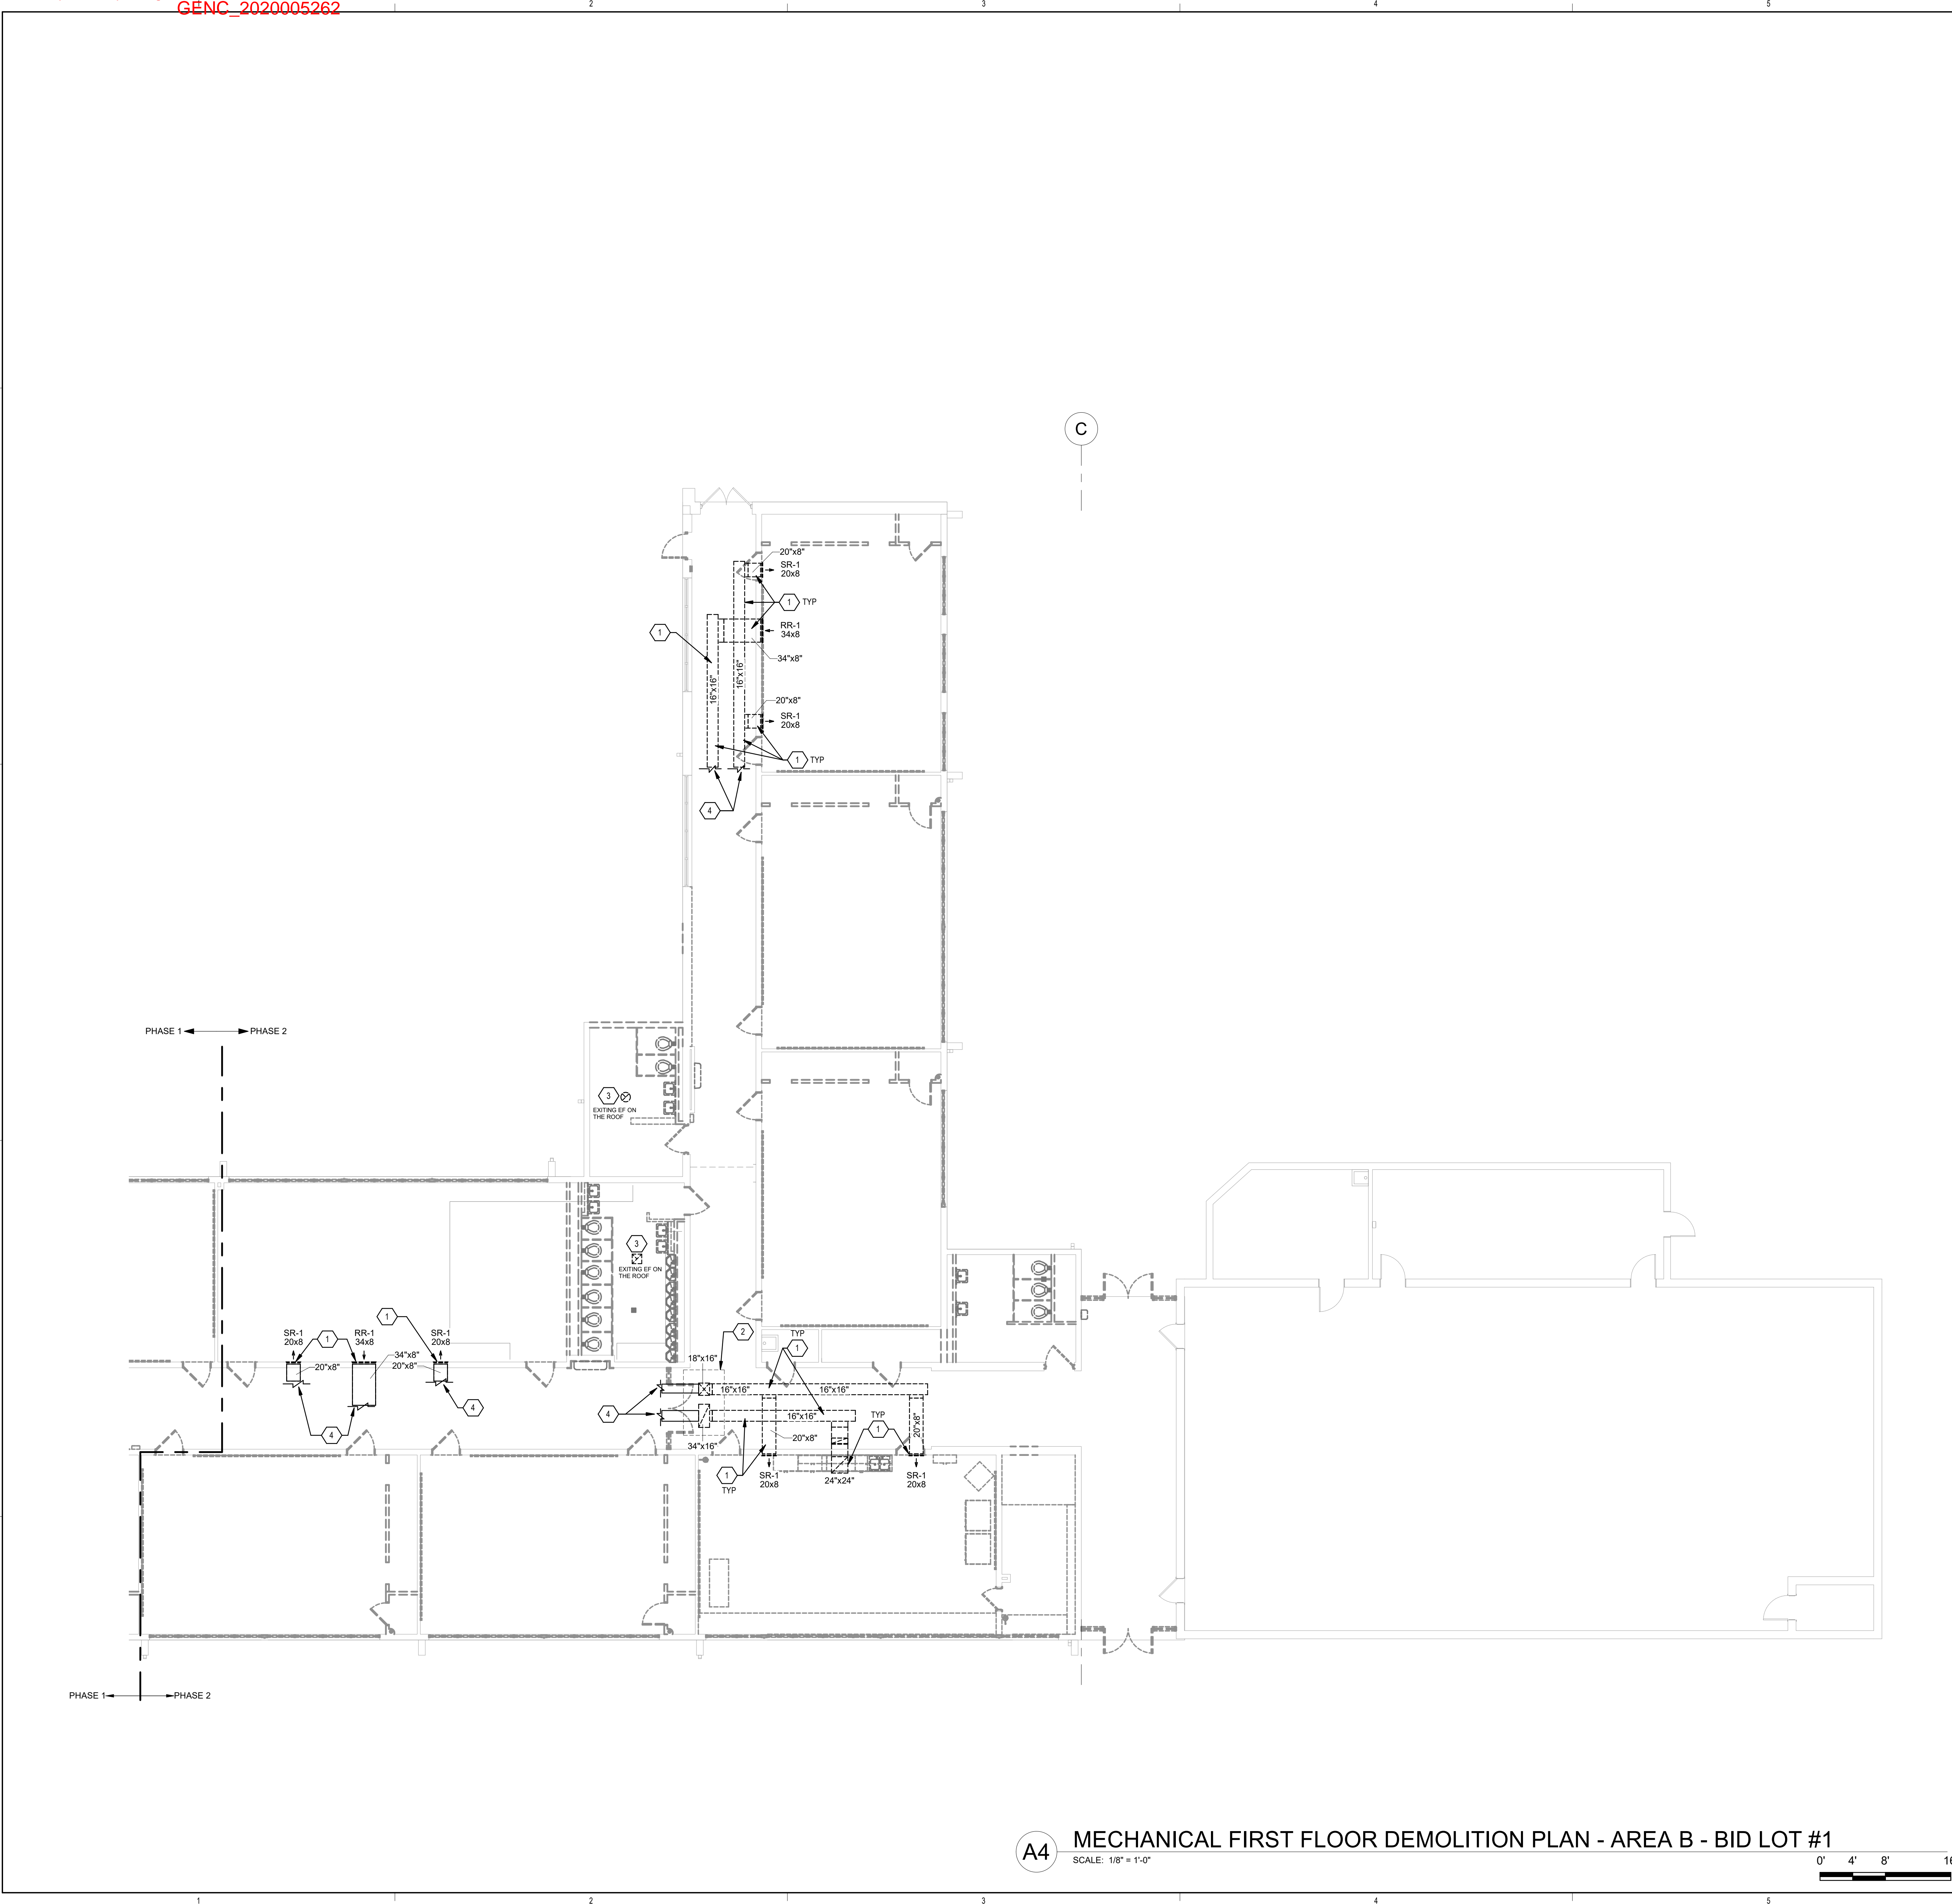 GENC_2020005262
2
3
4
5
C
20"x8"
SR-1
20x8
1 TYP
RR-1
34x8
1
34"x8"
16"x16"
16"x16"
20"x8"
SR-1
20x8
1 TYP
4
PHASE 1
PHASE 2
3
EXITING EF ON
THE ROOF
3
EXITING EF ON
THE ROOF
1
SR-1
20x8
1
RR-1
34x8
SR-1
20x8
34"x8"
20"x8"
20"x8"
4
4
2
TYP
1
18"x16"
16"x16"
16"x16"
4
16"x16"
TYP
1
20"x8"
20"x8"
34"x16"
1
TYP
SR-1
20x8
24"x24"
SR-1
20x8
PHASE 1
PHASE 2
A4
MECHANICAL FIRST FLOOR DEMOLITION PLAN - AREA B - BID LOT #1
SCALE: 1/8" = 1'-0"
0' 4' 8' 16
1
2
3
4
5